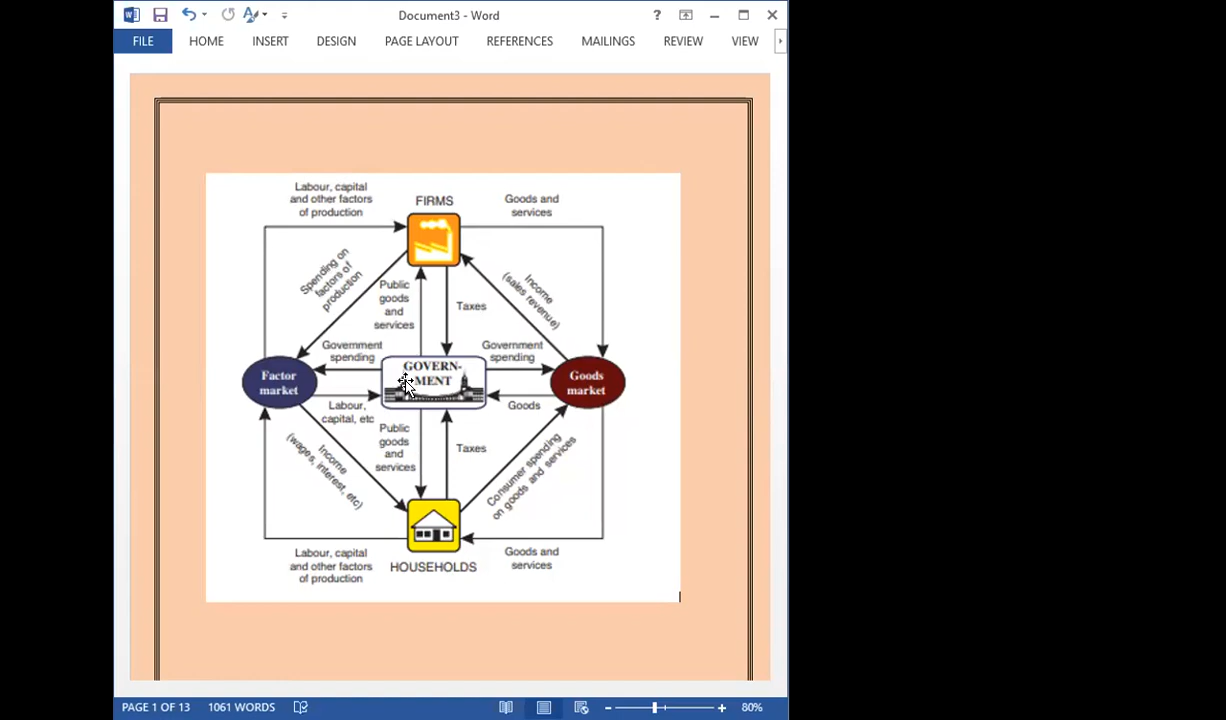 Document3 - Word
FILE HOME INSERT DESIGN PAGE LAYOUT REFERENCES MAILINGS REVIEW VIEW
Labour, capital
and other factors
of production
FIRMS
Goods and
services
Spending on
factors of
production
Public
goods
and
services
Taxes
Income
(sales revenue)
Government
spending
Government
spending
Factor
market
GOVERN-
MENT
Goods
market
Labour,
capital, etc
Goods
Income
(wages, interest, etc)
Public
goods
and
services
Taxes
Consumer spending
on goods and services
Labour, capital
and other factors
of production
HOUSEHOLDS
Goods and
services
PAGE 1 OF 13 1061 WORDS 80%